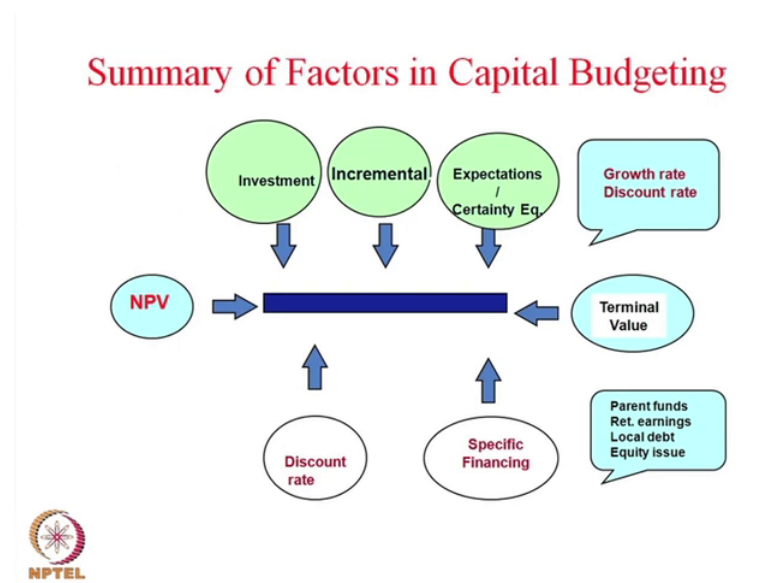 Summary of Factors in Capital Budgeting
Investment
Incremental
Expectations
/
Certainty Eq.
Growth rate
Discount rate
NPV
Terminal
Value
Discount
rate
Specific
Financing
Parent funds
Ret. earnings
Local debt
Equity issue
NPTEL